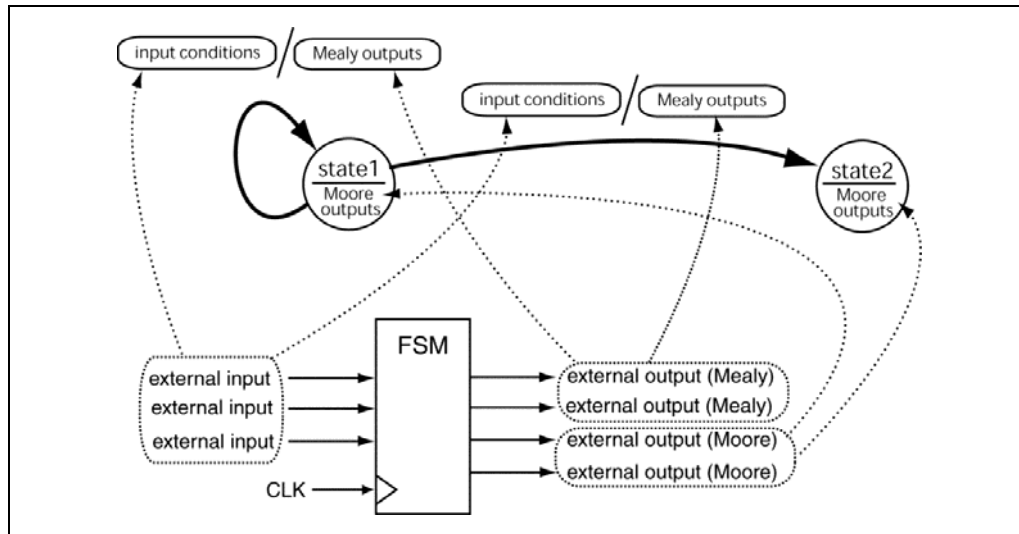 input conditions / Mealy outputs
input conditions / Mealy outputs
state1
Moore
outputs
state2
Moore
outputs
FSM
external input
external input
external input
CLK
external output (Mealy)
external output (Mealy)
external output (Moore)
external output (Moore)